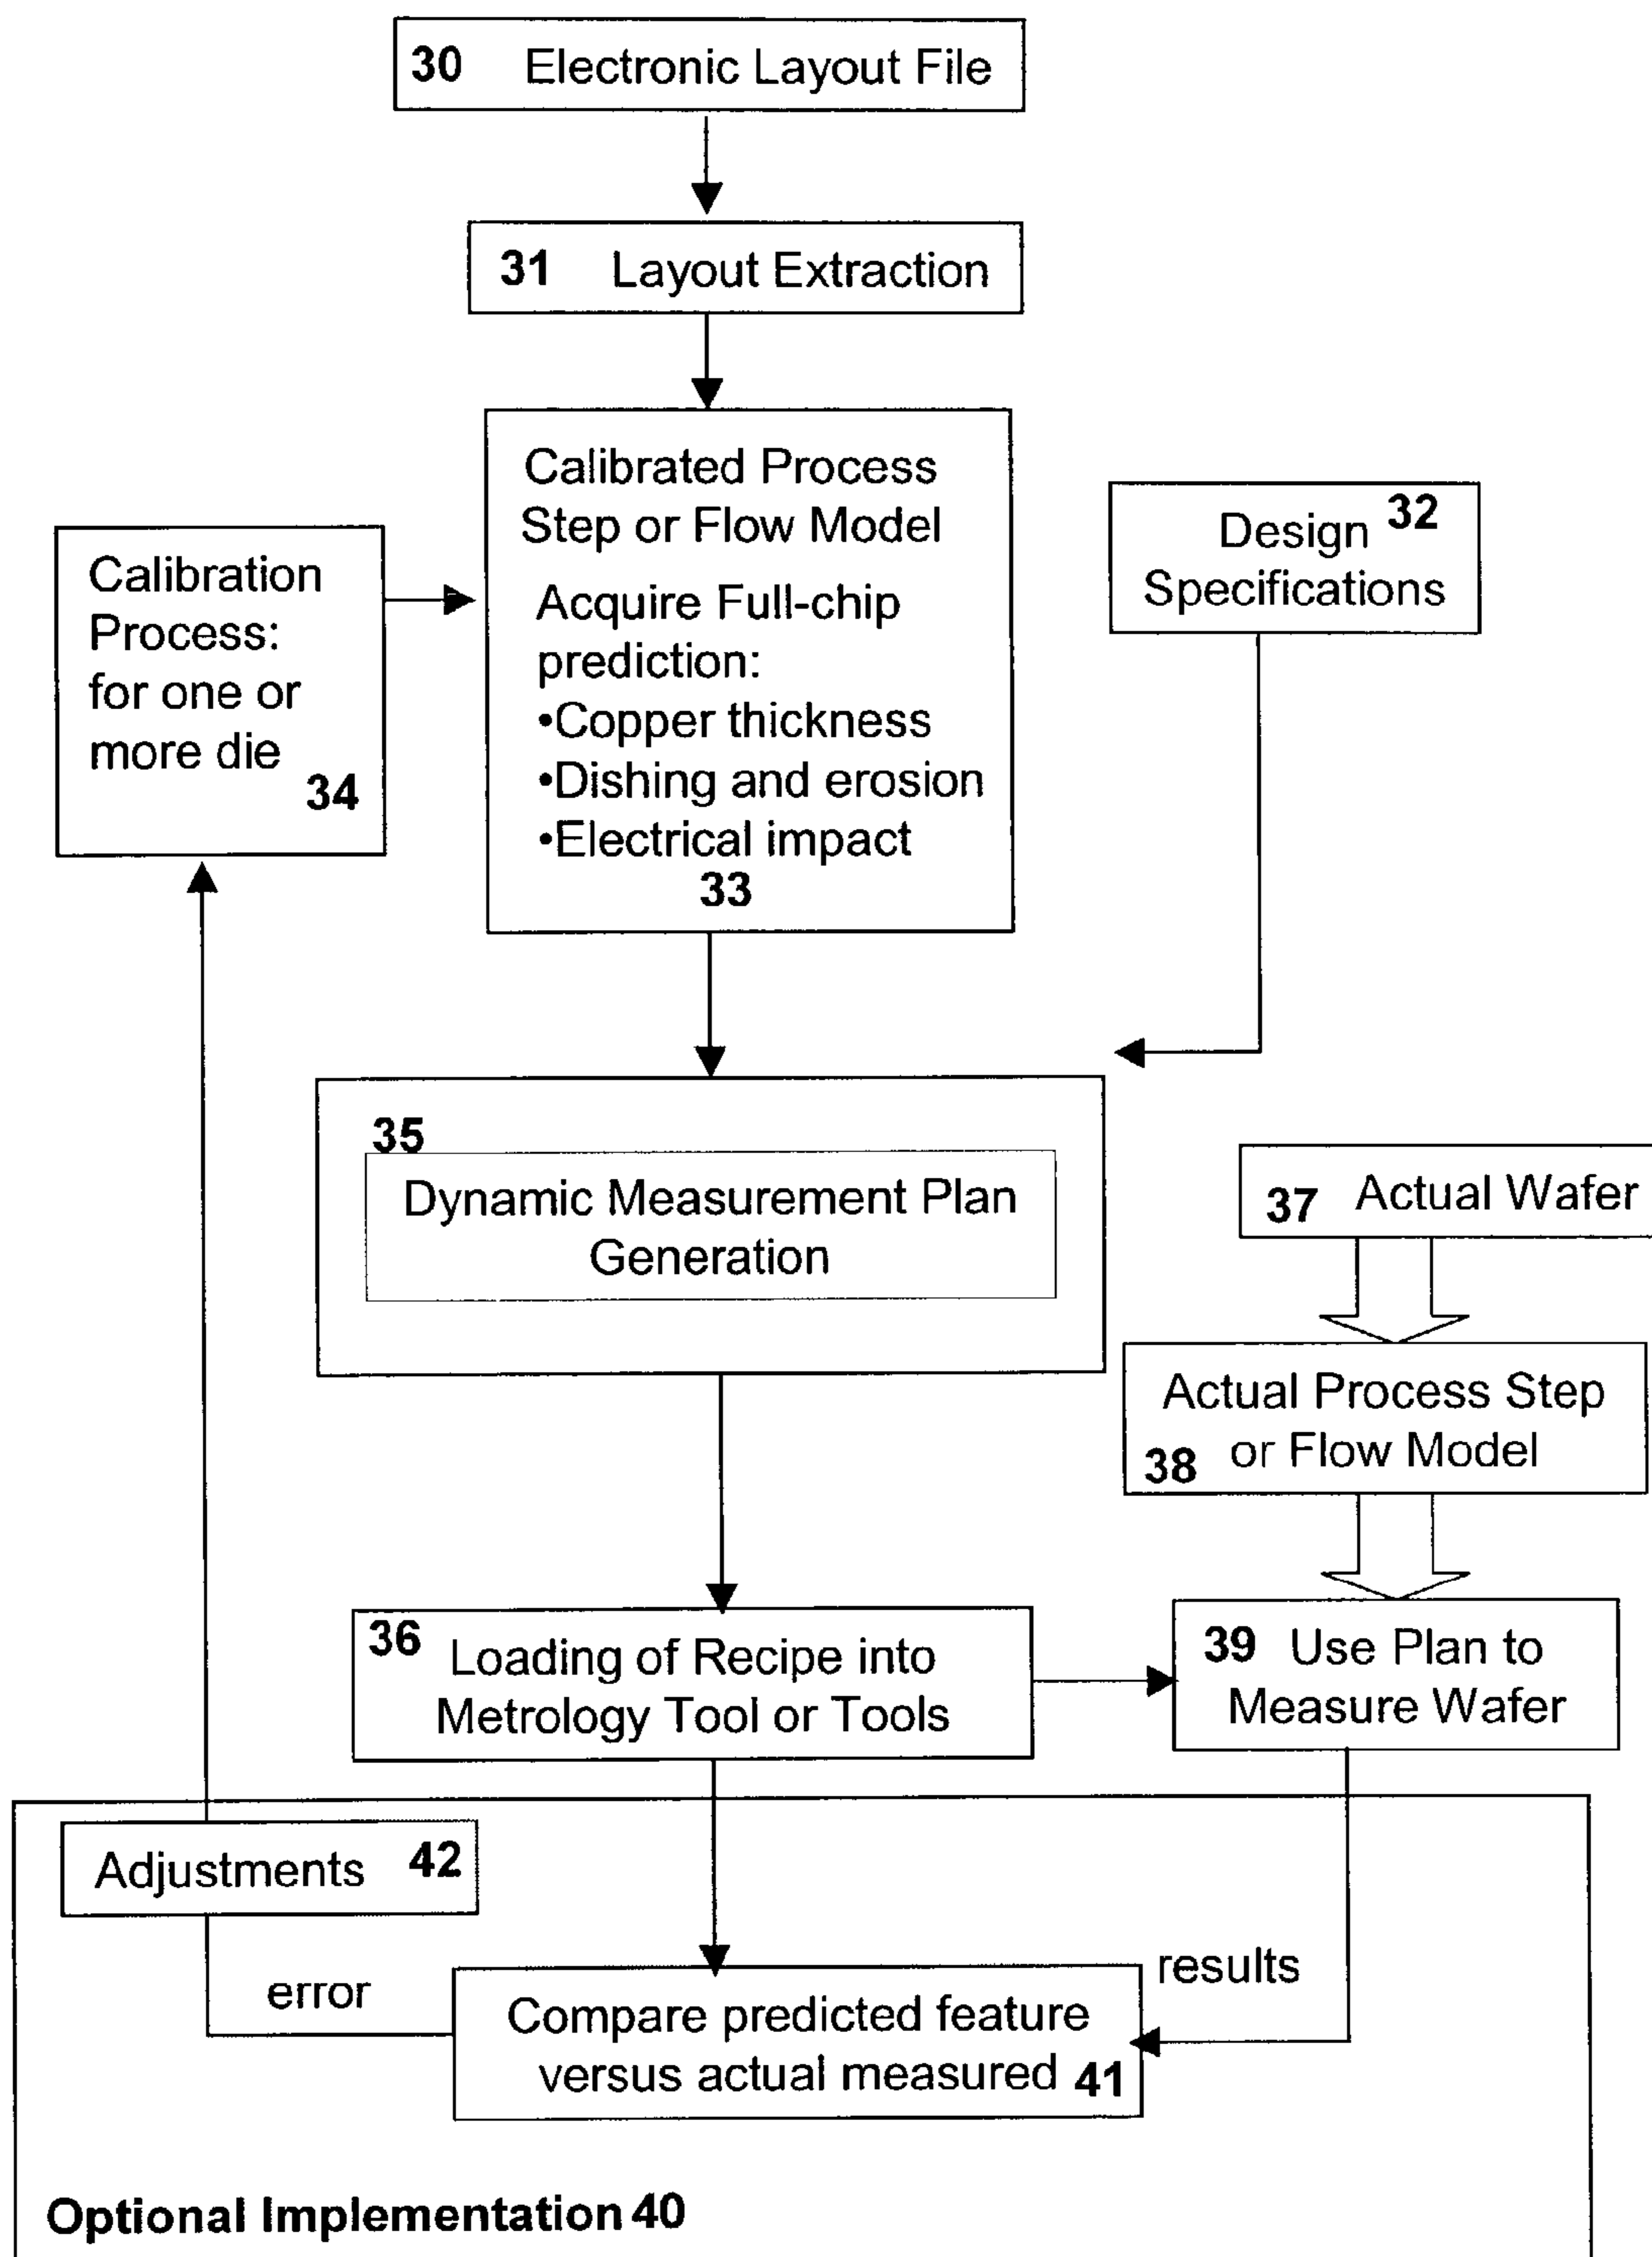 30 Electronic Layout File
31 Layout Extraction
Calibrated Process
Step or Flow Model
Acquire Full-chip
prediction:
•Copper thickness
•Dishing and erosion
•Electrical impact
33
Design 32
Specifications
Calibration
Process:
for one or
more die
34
35
Dynamic Measurement Plan
Generation
37 Actual Wafer
Actual Process Step
38 or Flow Model
36 Loading of Recipe into
Metrology Tool or Tools
39 Use Plan to
Measure Wafer
Adjustments 42
error
results
Compare predicted feature
versus actual measured 41
Optional Implementation 40